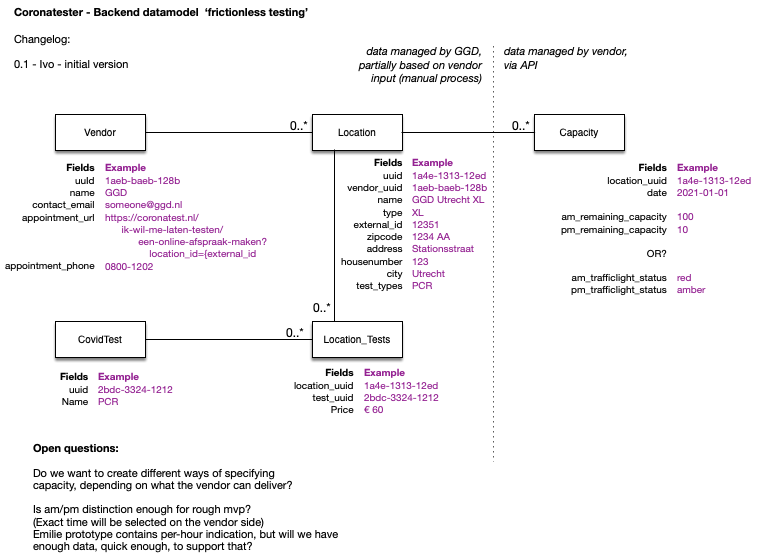 Coronatester - Backend datamodel ‘frictionless testing’
Changelog:
0.1 - Ivo - initial version
data managed by GGD,
partially based on vendor
input (manual process)
data managed by vendor,
via API
Vendor
0..*
Location
0..*
Capacity
Fields Example
uuId 1aeb-baeb-128b
name GGD
contact_email someone@ggd.nl
appointment_url https://coronatest.nl/
ik-wil-me-laten-testen/
een-online-afspraak-maken?
location_id={external_id
appointment_phone 0800-1202
Fields Example
uuid 1a4e-1313-12ed
vendor_uuid 1aeb-baeb-128b
name GGD Utrecht XL
type XL
external_id 12351
zipcode 1234 AA
address Stationsstraat
housenumber 123
city Utrecht
test_types PCR
Fields Example
location_uuid 1a4e-1313-12ed
date 2021-01-01
am_remaining_capacity 100
pm_remaining_capacity 10
OR?
am_trafficlight_status red
pm_trafficlight_status amber
0..*
CovidTest
0..*
Location_Tests
Fields Example
uuid 2bdc-3324-1212
Name PCR
Fields Example
location_uuid 1a4e-1313-12ed
test_uuid 2bdc-3324-1212
Price € 60
Open questions:
Do we want to create different ways of specifying
capacity, depending on what the vendor can deliver?
Is am/pm distinction enough for rough mvp?
(Exact time will be selected on the vendor side)
Emilie prototype contains per-hour indication, but will we have
enough data, quick enough, to support that?